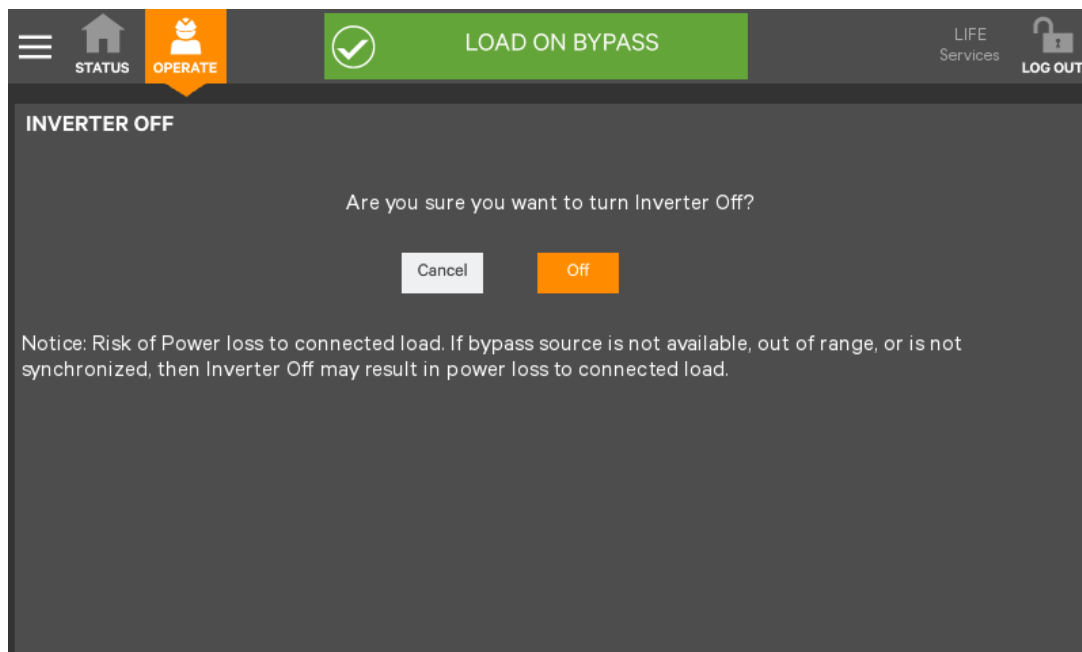 STATUS
OPERATE
LOAD ON BYPASS
LIFE
Services
LOG OUT
INVERTER OFF
Are you sure you want to turn Inverter Off?
Cancel
Off
Notice: Risk of Power loss to connected load. If bypass source is not available, out of range, or is not
synchronized, then Inverter Off may result in power loss to connected load.